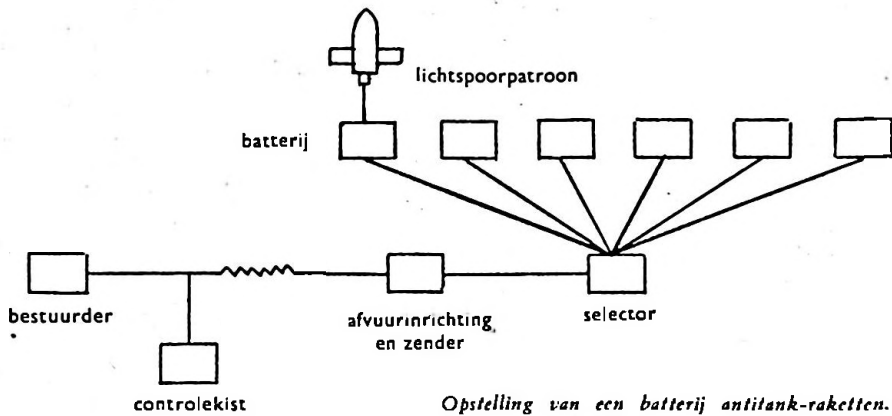 lichtspoorpatroon
batterij
bestuurder
afvuurinrichting
en zender
selector
controlekist
Opstelling van een batterij antitank-raketten.